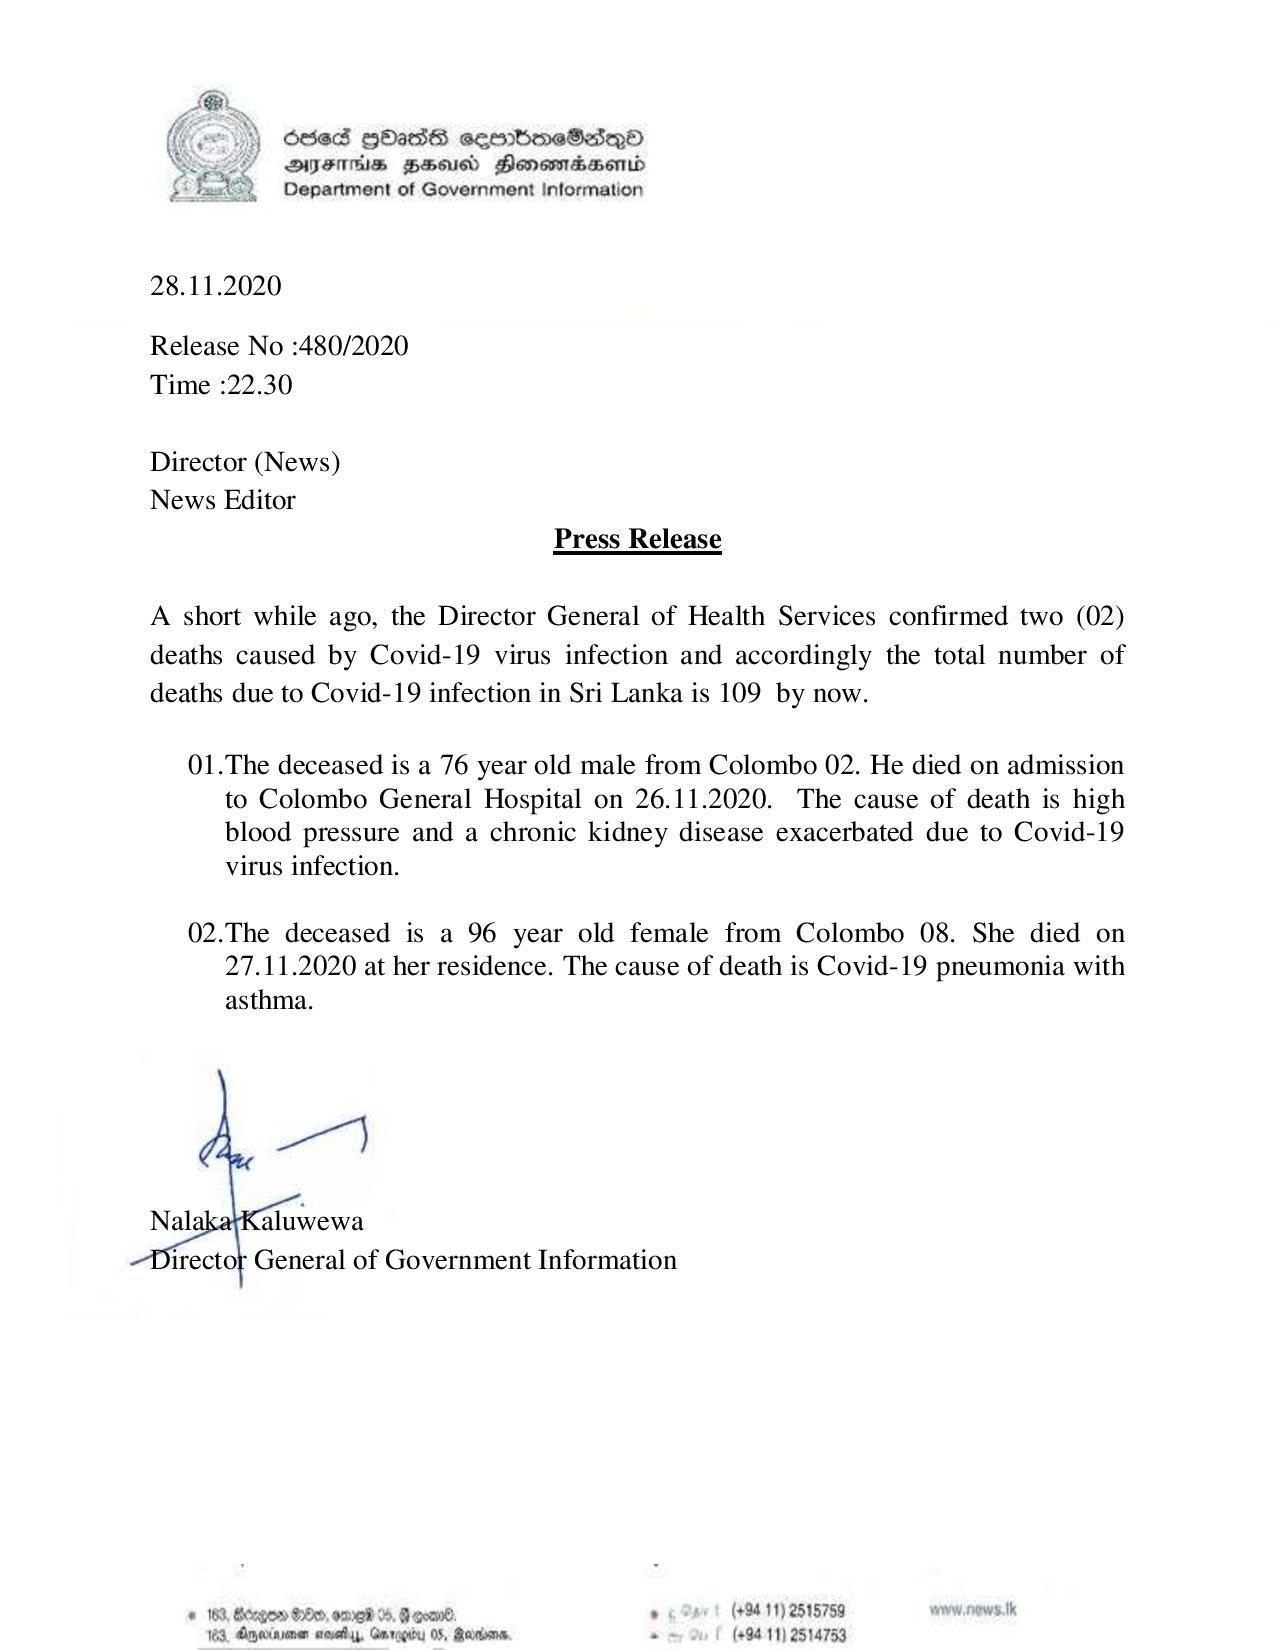 රජයේ ප්‍රවෘත්ති දෙපාර්තමේන්තුව
அரசாங்க தகவல் திணைக்களம்
Department of Government Information
28.11.2020
Release No :480/2020
Time :22.30
Director (News)
News Editor
Press Release
A short while ago, the Director General of Health Services confirmed two (02)
deaths caused by Covid-19 virus infection and accordingly the total number of
deaths due to Covid-19 infection in Sri Lanka is 109 by now.
01.The deceased is a 76 year old male from Colombo 02. He died on admission
to Colombo General Hospital on 26.11.2020. The cause of death is high
blood pressure and a chronic kidney disease exacerbated due to Covid-19
virus infection.
02.The deceased is a 96 year old female from Colombo 08. She died on
27.11.2020 at her residence. The cause of death is Covid-19 pneumonia with
asthma.
Nalaka Kaluwewa
Director General of Government Information
163, කිරුලපන මාවත, කොළඹ 05, ශ්‍රී ලංකාව.
163, கிருலப்பனை எவனியூ, கொழும்பு 05, இலங்கை.
(+94 11) 2515759
(+94 11) 2514753
www.news.lk